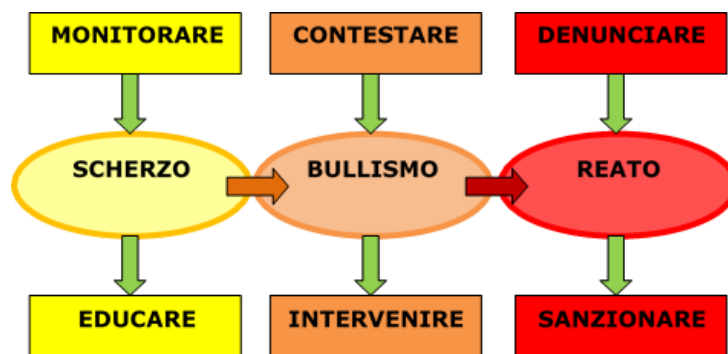 MONITORARE
CONTESTARE
DENUNCIARE
SCHERZO
BULLISMO
REATO
EDUCARE
INTERVENIRE
SANZIONARE